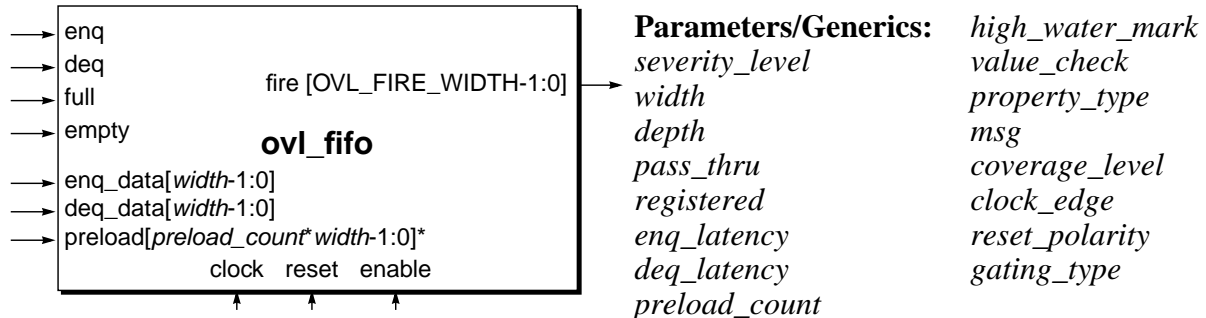 enq
deq
full
empty
fire [OVL_FIRE_WIDTH-1:0]
ovl_fifo
enq_data[width-1:0]
deq_data[width-1:0]
preload[preload_count*width-1:0]*
clock reset enable
Parameters/Generics:
severity_level
width
depth
pass_thru
registered
enq_latency
deq_latency
preload_count
high_water_mark
value_check
property_type
msg
coverage_level
clock_edge
reset_polarity
gating_type